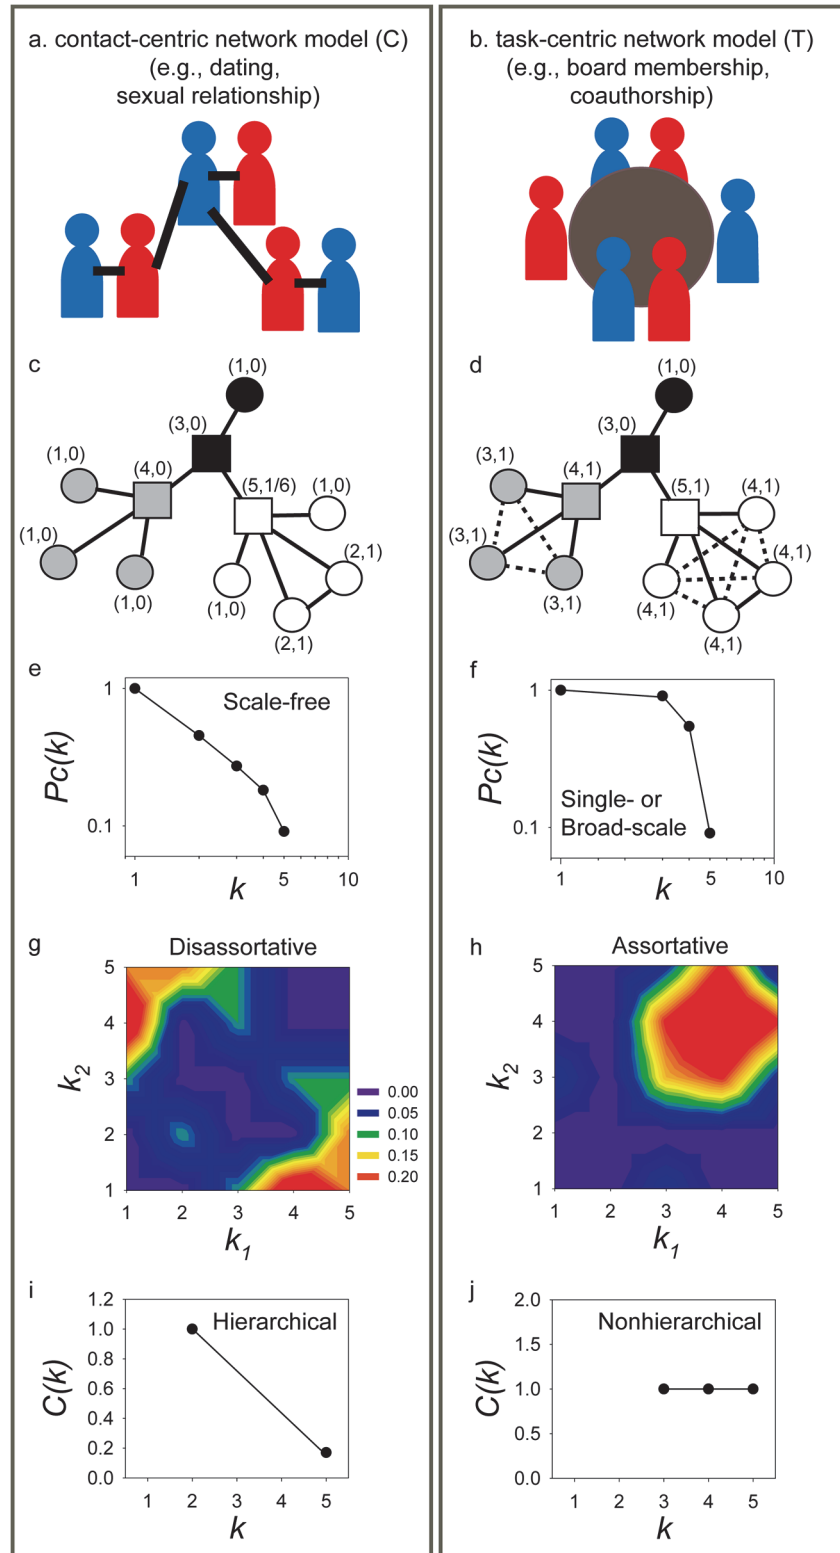 a. contact-centric network model (C)
(e.g., dating,
sexual relationship)
b. task-centric network model (T)
(e.g., board membership,
coauthorship)
c
(1,0)
(3,0)
(1,0)
(4,0)
(5,1/6)
(1,0)
(1,0)
(2,1)
(1,0)
(1,0)
(2,1)
d
(1,0)
(3,0)
(3,1)
(4,1)
(5,1)
(4,1)
(3,1)
(4,1)
(3,1)
(4,1)
(4,1)
e
Scale-free
Pc(k)
1
0.1
1
5
10
k
f
Single- or
Broad-scale
Pc(k)
1
0.1
1
5
10
k
g
Disassortative
k2
5
4
3
2
1
1
2
3
4
5
k1
0.00
0.05
0.10
0.15
0.20
h
Assortative
k2
5
4
3
2
1
1
2
3
4
5
k1
i
Hierarchical
C(k)
1.2
1.0
0.8
0.6
0.4
0.2
0.0
1
2
3
4
5
k
j
Nonhierarchical
C(k)
2.0
1.5
1.0
0.5
0.0
1
2
3
4
5
k